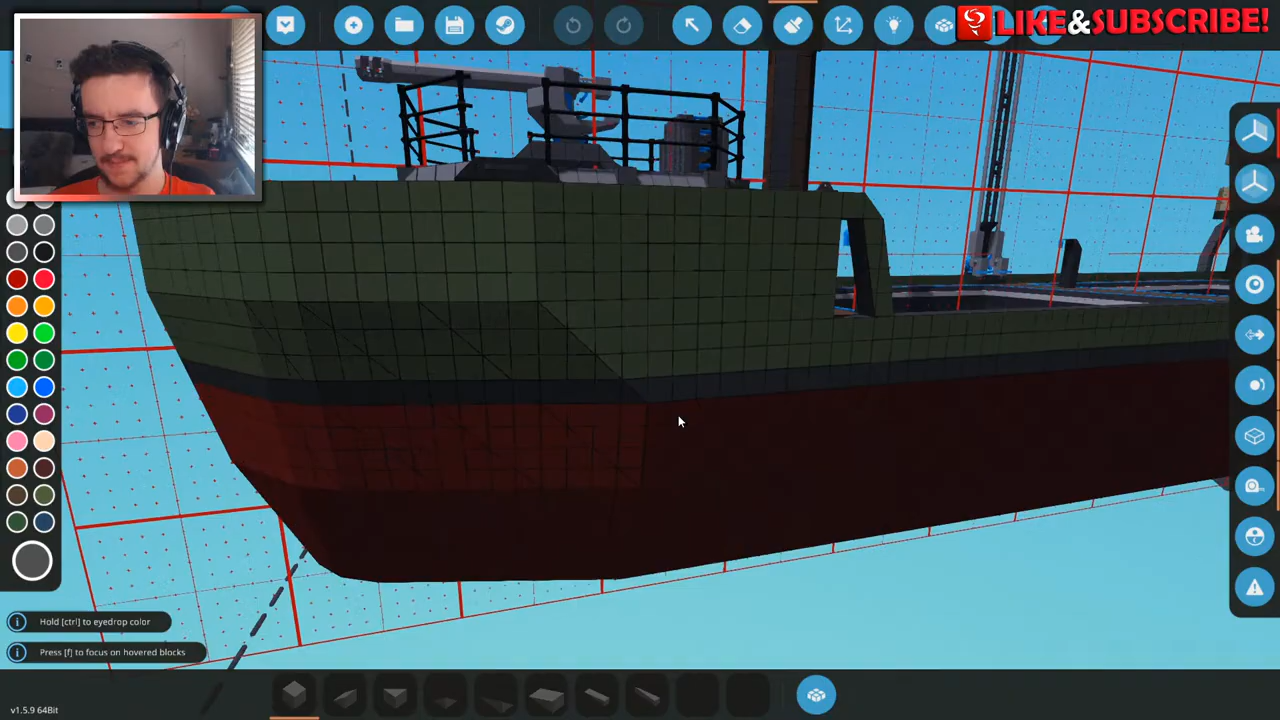 LIKE&SUBSCRIBE!
Hold [ctrl] to eyedrop color
Press [f] to focus on hovered blocks
v1.5.9 64Bit